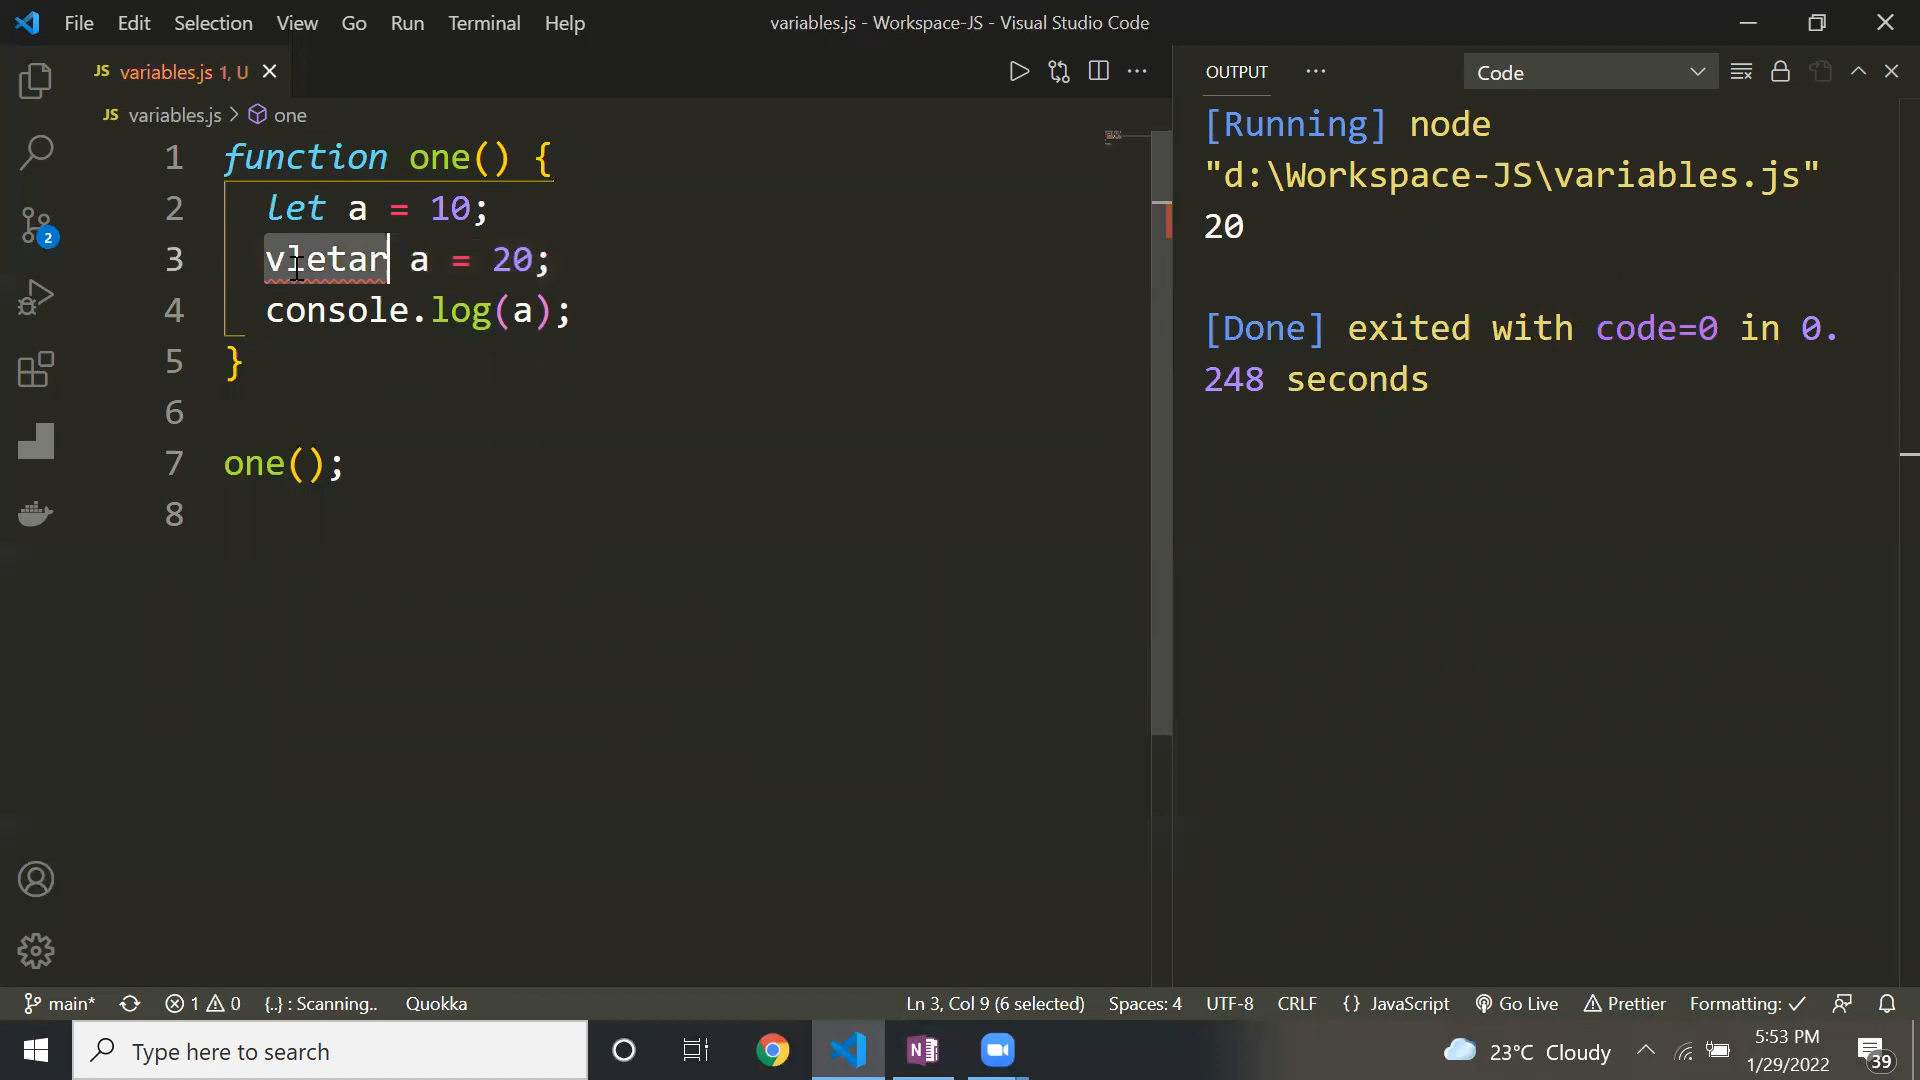 File Edit Selection View Go Run Terminal Help
variables.js - Workspace-JS - Visual Studio Code
JS variables.js 1, U
JS variables.js > one
1 function one() {
2 let a = 10;
3 vletar a = 20;
4 console.log(a);
5 }
6
7 one();
8
OUTPUT
Code
[Running] node
"d:\Workspace-JS\variables.js"
20
[Done] exited with code=0 in 0.
248 seconds
2
main* 1 0 {..} : Scanning.. Quokka
Ln 3, Col 9 (6 selected) Spaces: 4 UTF-8 CRLF {} JavaScript Go Live Prettier Formatting:
Type here to search
N
23°C Cloudy
5:53 PM
1/29/2022
39